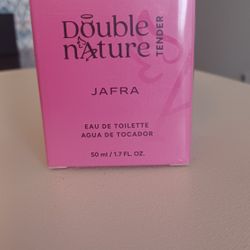 Double
nature
TENDER
JAFRA
EAU DE TOILETTE
AGUA DE TOCADOR
50 ml / 1.7 FL. OZ.